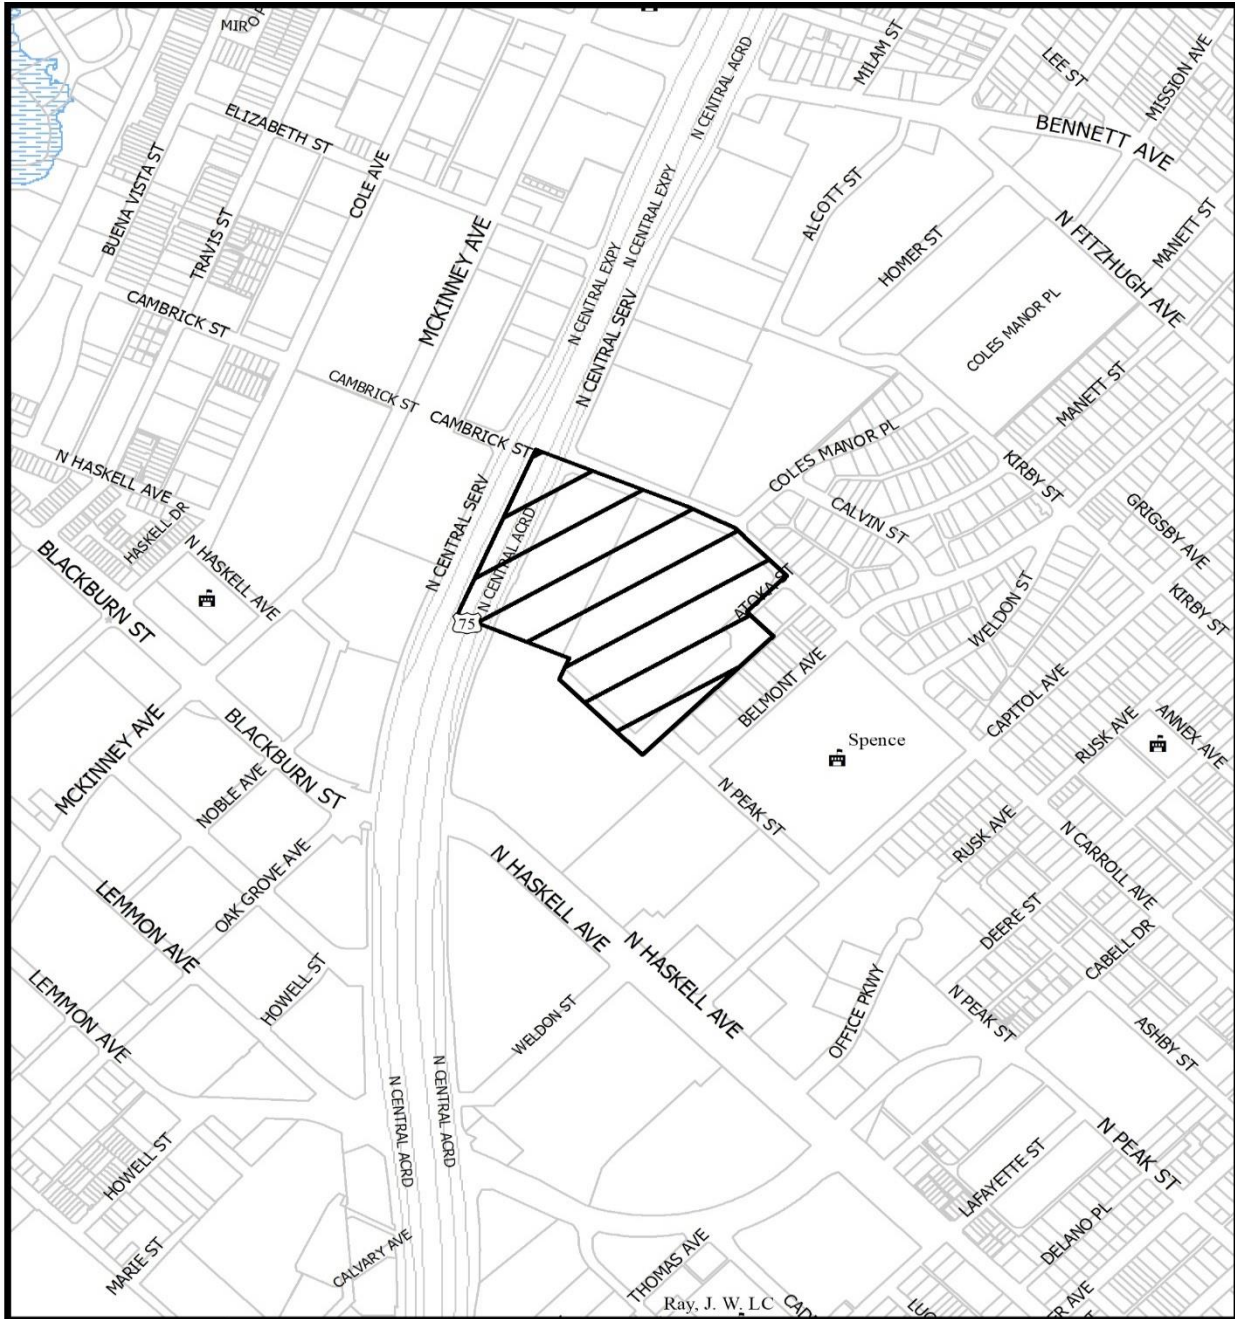 MIR
LEE ST
MILAM ST
MISSION AVE
N CENTRAL ACRD
ELIZABETH ST
BENNETT AVE
BUENA VISTA ST
COLE AVE
TRAVIS ST
ALCOTT ST
MANETT ST
N CENTRAL EXPY
HOMER ST
N FITZHUGH AVE
MCKINNEY AVE
N CENTRAL EXPY
CAMBRICK ST
COLES MANOR PL
N CENTRAL SERV
CAMBRICK ST
MANETT ST
CAMBRICK ST
COLES MANOR PL
N HASKELL AVE
KIRBY ST
N CENTRAL SERV
HASKELL DR
CALVIN ST
GRIGSBY AVE
N CENTRAL ACRD
N HASKELL AVE
BLACKBURN ST
ATOKA ST
WELDON ST
KIRBY ST
75
BELMONT AVE
CAPITOL AVE
MCKINNEY AVE
BLACKBURN ST
Spence
RUSK AVE
ANNEX AVE
NOBLE AVE
N PEAK ST
RUSK AVE
OAK GROVE AVE
N HASKELL AVE
N CARROLL AVE
LEMMON AVE
DEERE ST
CABELL DR
N HASKELL AVE
HOWELL ST
LEMMON AVE
WELDON ST
OFFICE PKWY
N PEAK ST
ASHBY ST
N CENTRAL ACRD
N CENTRAL ACRD
HOWELL ST
N PEAK ST
LAFAYETTE ST
DELANO PL
MARIE ST
CALVARY AVE
THOMAS AVE
Ray, J. W. LC
CAD
LUC
ER AVE